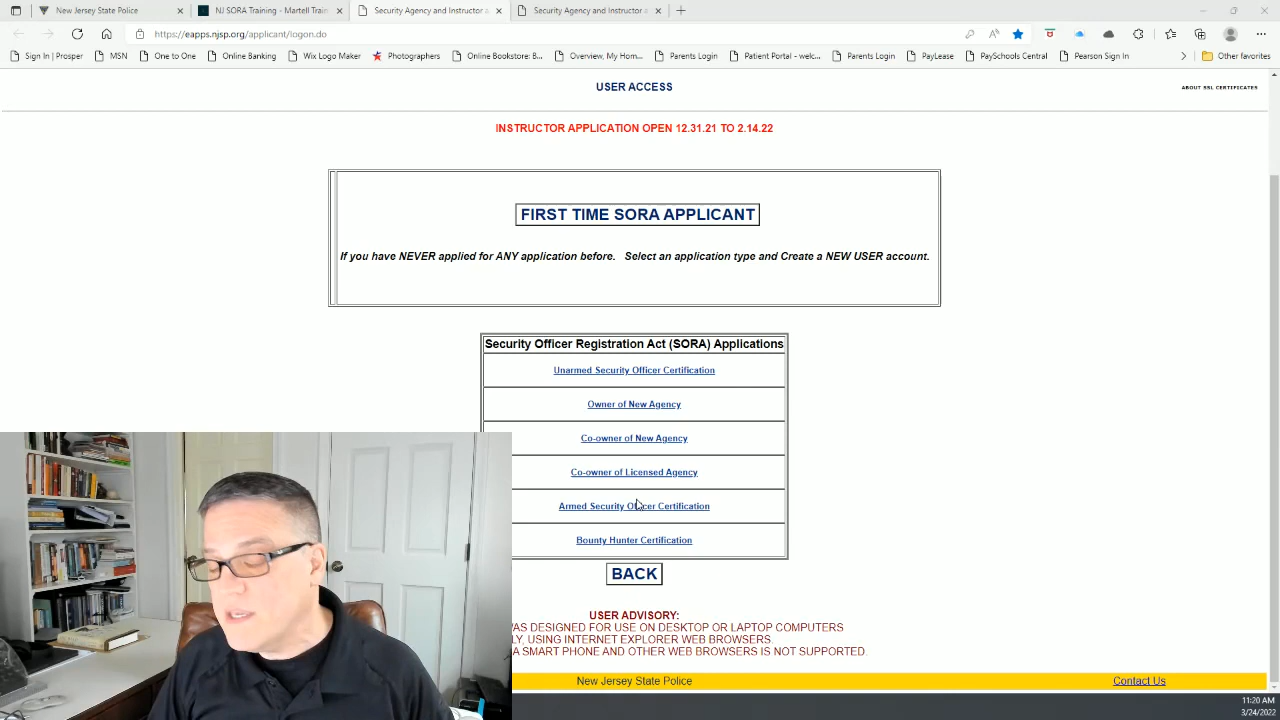 New Jersey State Police
NJ SORA Training - Martell Train
Security Agency and Instructor a
Security Agency and Instructor a
https://eapps.njsp.org/applicant/logon.do
Sign In | Prosper
MSN
One to One
Online Banking
Wix Logo Maker
Photographers
Online Bookstore: B...
Overview, My Hom...
Parents Login
Patient Portal - welc...
Parents Login
PayLease
PaySchools Central
Pearson Sign In
Other favorites
USER ACCESS
ABOUT SSL CERTIFICATES
INSTRUCTOR APPLICATION OPEN 12.31.21 TO 2.14.22
FIRST TIME SORA APPLICANT
If you have NEVER applied for ANY application before. Select an application type and Create a NEW USER account.
Security Officer Registration Act (SORA) Applications
Unarmed Security Officer Certification
Owner of New Agency
Co-owner of New Agency
Co-owner of Licensed Agency
Armed Security Officer Certification
Bounty Hunter Certification
BACK
USER ADVISORY:
WAS DESIGNED FOR USE ON DESKTOP OR LAPTOP COMPUTERS
LY, USING INTERNET EXPLORER WEB BROWSERS.
A SMART PHONE AND OTHER WEB BROWSERS IS NOT SUPPORTED.
New Jersey State Police
Contact Us
11:20 AM
3/24/2022